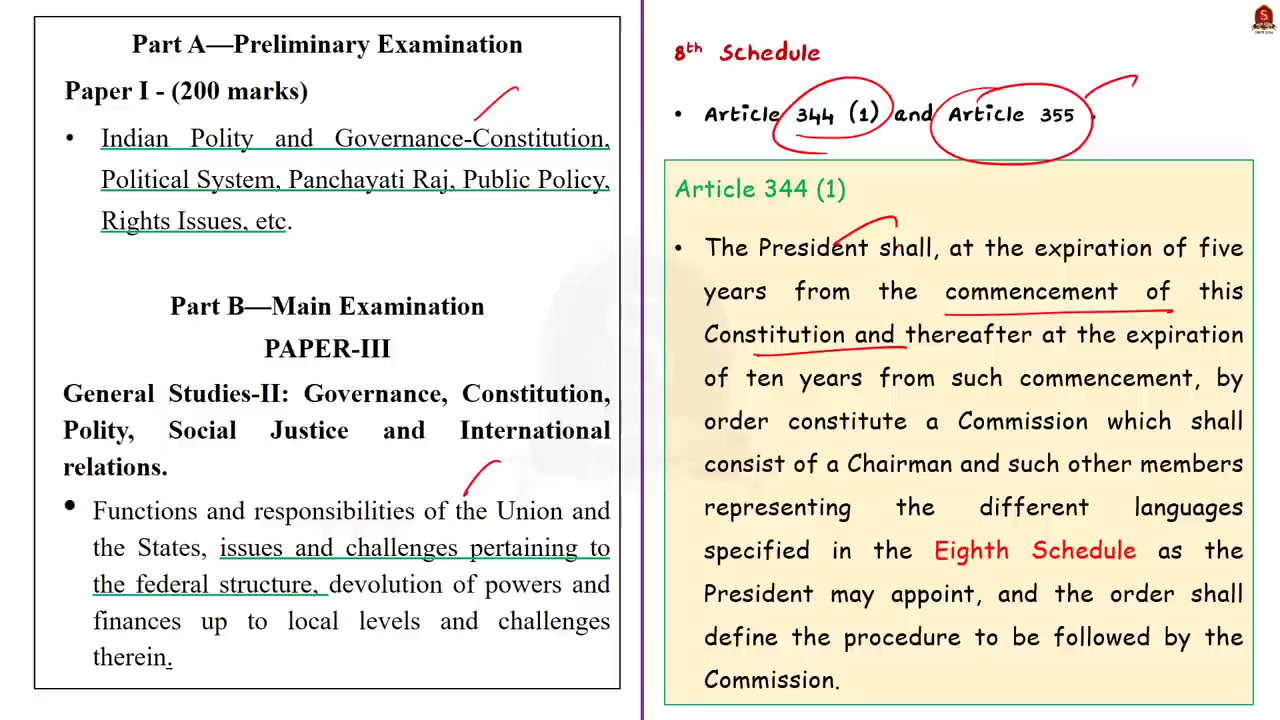 Part A—Preliminary Examination
Paper I - (200 marks)
• Indian Polity and Governance-Constitution,
Political System, Panchayati Raj, Public Policy,
Rights Issues, etc.
Part B—Main Examination
PAPER-III
General Studies-II: Governance, Constitution,
Polity, Social Justice and International
relations.
• Functions and responsibilities of the Union and
the States, issues and challenges pertaining to
the federal structure, devolution of powers and
finances up to local levels and challenges
therein.
8th Schedule
• Article 344 (1) and Article 355.
Article 344 (1)
• The President shall, at the expiration of five
years from the commencement of this
Constitution and thereafter at the expiration
of ten years from such commencement, by
order constitute a Commission which shall
consist of a Chairman and such other members
representing the different languages
specified in the Eighth Schedule as the
President may appoint, and the order shall
define the procedure to be followed by the
Commission.